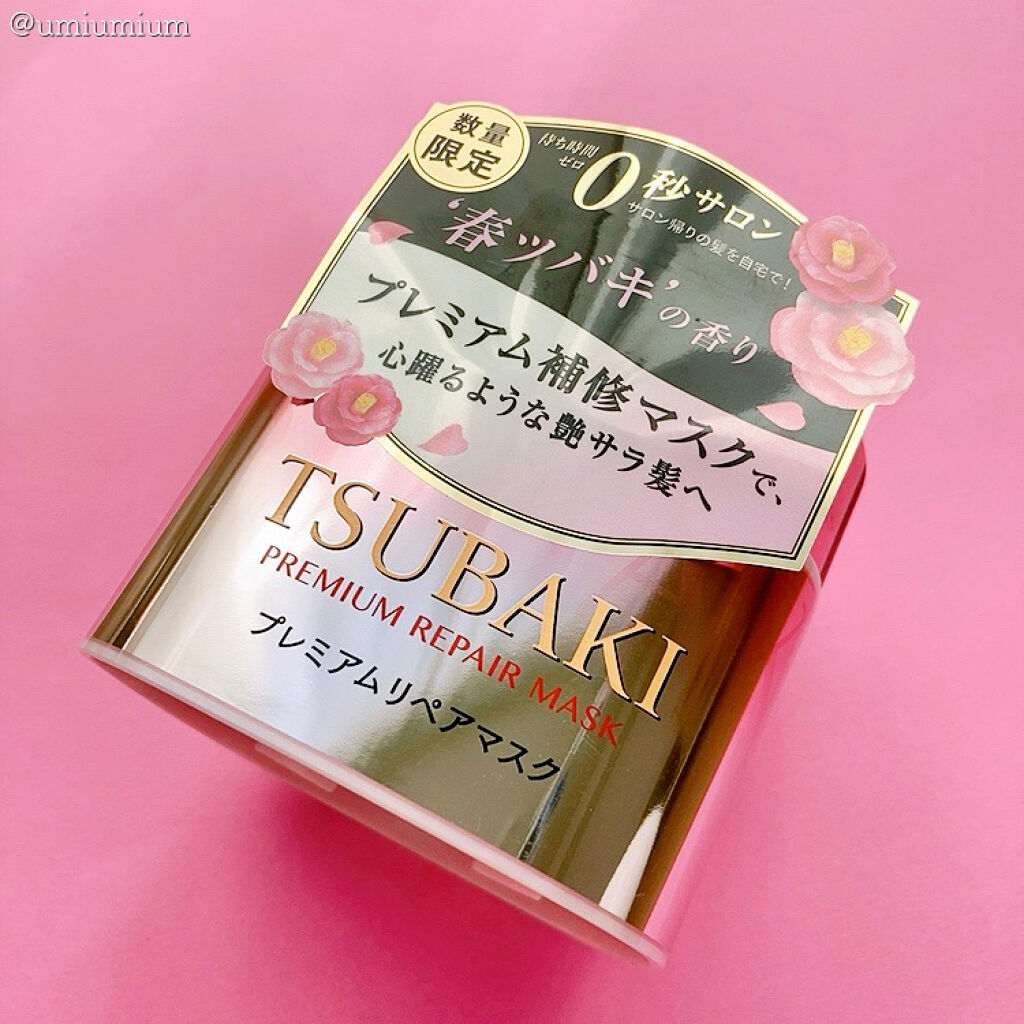 @umiumium
数量
限定
待ち時間
ゼロ
0秒サロン
サロン帰りの髪を自宅で!
‘春ツバキ’の香り
プレミアム補修マスクで、
心躍るような艶サラ髪へ
TSUBAKI
PREMIUM REPAIR MASK
プレミアムリペアマスク